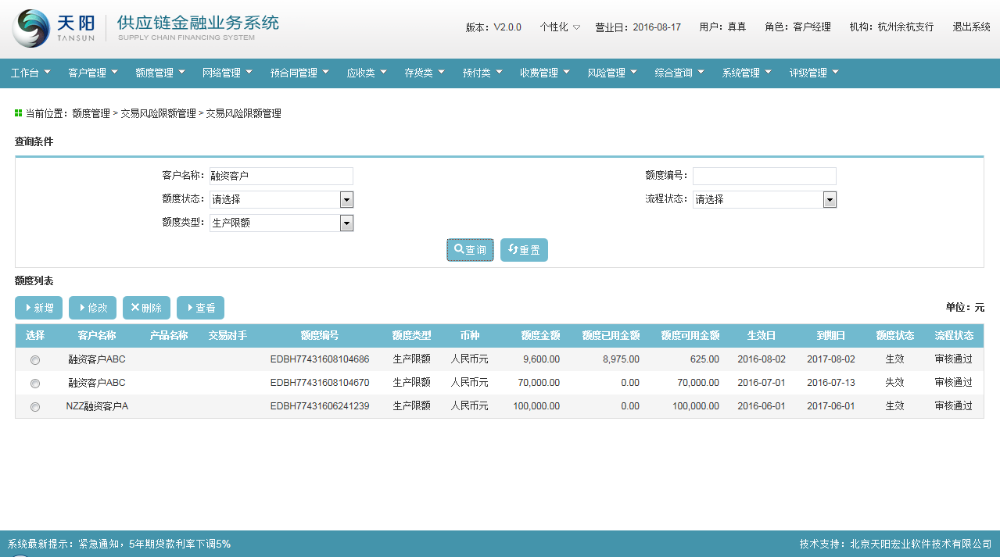 天阳 TANSUN 供应链金融业务系统 SUPPLY CHAIN FINANCING SYSTEM
版本：V2.0.0 个性化 营业日：2016-08-17 用户：真真 角色：客户经理 机构：杭州余杭支行 退出系统
工作台 客户管理 额度管理 网络管理 预合同管理 应收类 存货类 预付类 收费管理 风险管理 综合查询 系统管理 评级管理
当前位置：额度管理 > 交易风险限额管理 > 交易风险限额管理
查询条件
客户名称：融资客户 额度编号：
额度状态：请选择 流程状态：请选择
额度类型：生产限额
查询 重置
额度列表
新增 修改 删除 查看 单位：元
选择 客户名称 产品名称 交易对手 额度编号 额度类型 币种 额度金额 额度已用金额 额度可用金额 生效日 到期日 额度状态 流程状态
融资客户ABC EDBH77431608104686 生产限额 人民币元 9,600.00 8,975.00 625.00 2016-08-02 2017-08-02 生效 审核通过
融资客户ABC EDBH77431608104670 生产限额 人民币元 70,000.00 0.00 70,000.00 2016-07-01 2016-07-13 失效 审核通过
NZZ融资客户A EDBH77431606241239 生产限额 人民币元 100,000.00 0.00 100,000.00 2016-06-01 2017-06-01 生效 审核通过
系统最新提示：紧急通知，5年期贷款利率下调5% 技术支持：北京天阳宏业软件技术有限公司